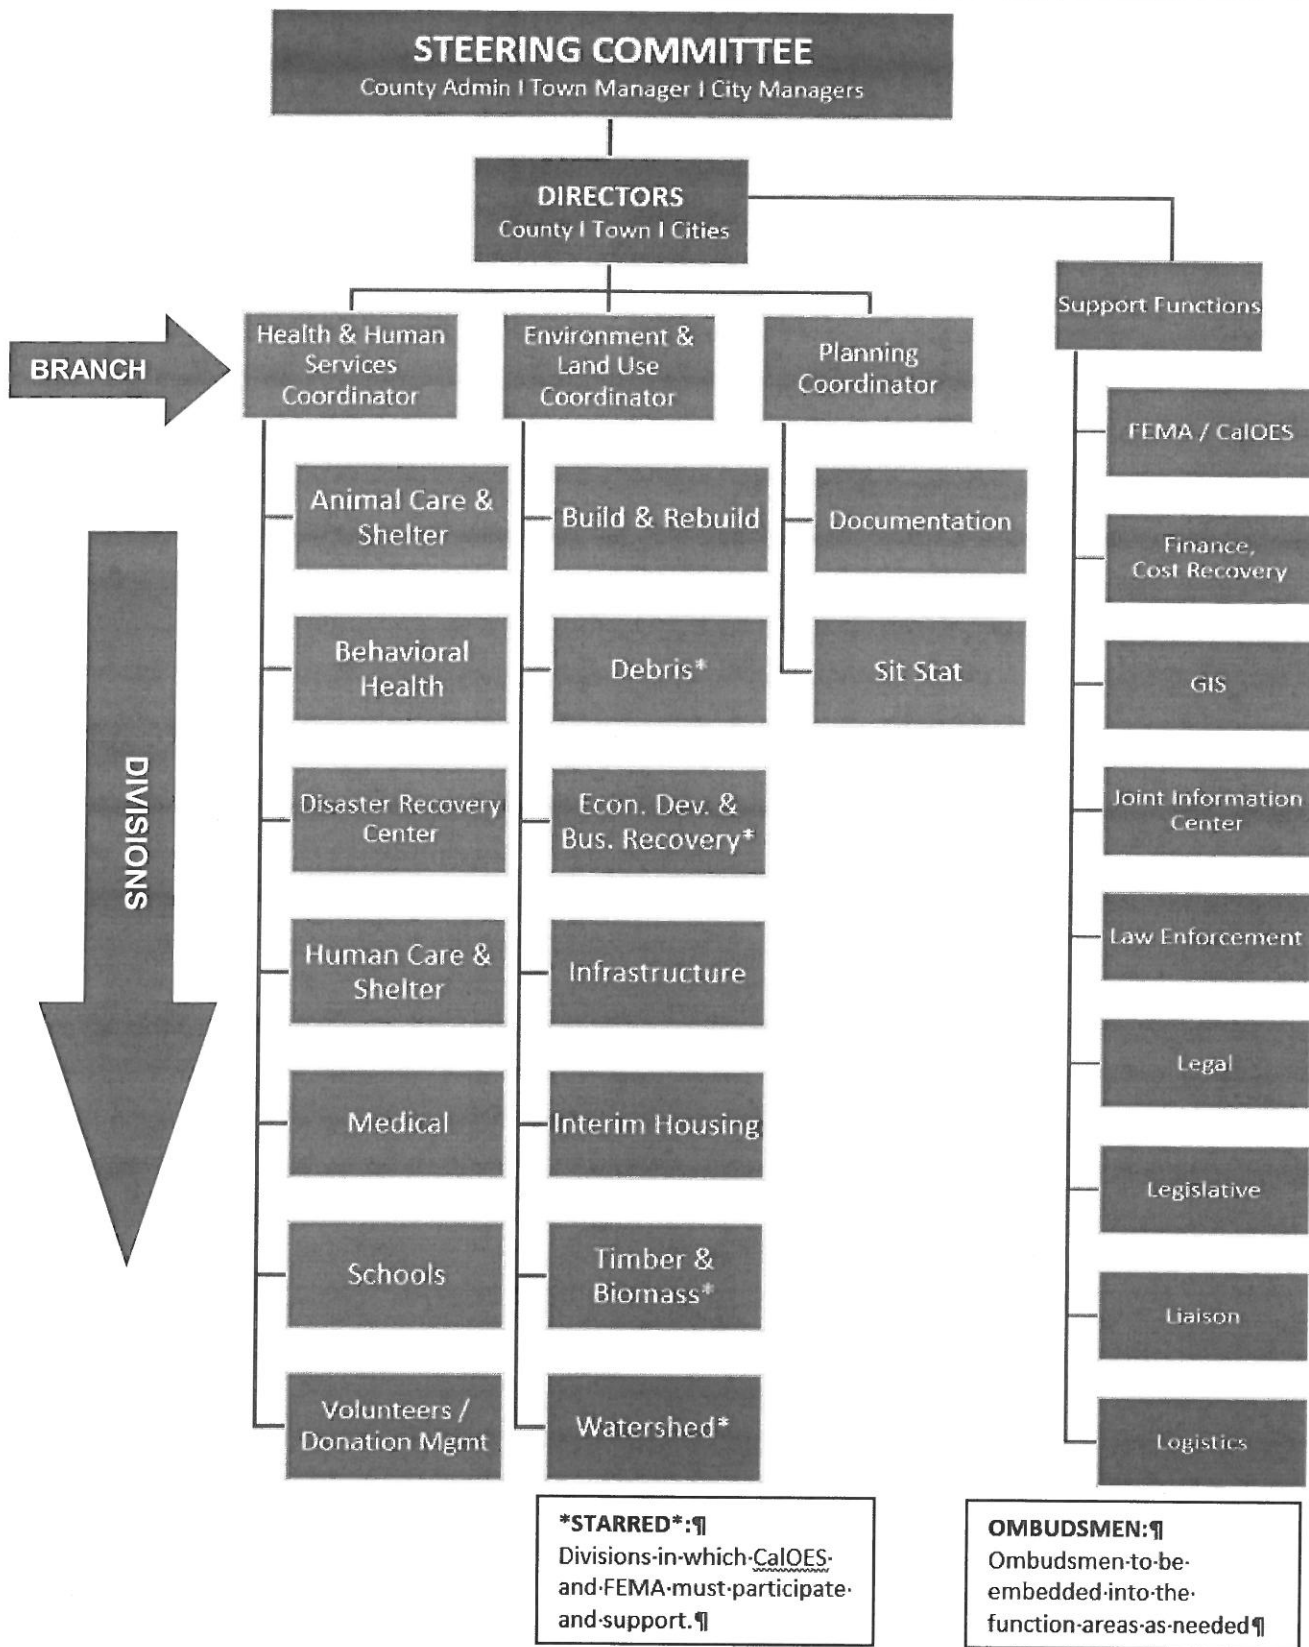 STEERING COMMITTEE
County Admin I Town Manager I City Managers
DIRECTORS
County I Town I Cities
Support Functions
BRANCH
Health & Human
Services
Coordinator
Environment &
Land Use
Coordinator
Planning
Coordinator
DIVISIONS
Animal Care &
Shelter
Behavioral
Health
Disaster Recovery
Center
Human Care &
Shelter
Medical
Schools
Volunteers /
Donation Mgmt
Build & Rebuild
Debris*
Econ. Dev. &
Bus. Recovery*
Infrastructure
Interim Housing
Timber &
Biomass*
Watershed*
Documentation
Sit Stat
FEMA / CalOES
Finance,
Cost Recovery
GIS
Joint Information
Center
Law Enforcement
Legal
Legislative
Liaison
Logistics
*STARRED*:¶
Divisions·in·which·CalOES·
and·FEMA·must·participate·
and·support.¶
OMBUDSMEN:¶
Ombudsmen·to·be·
embedded·into·the·
function·areas·as·needed¶